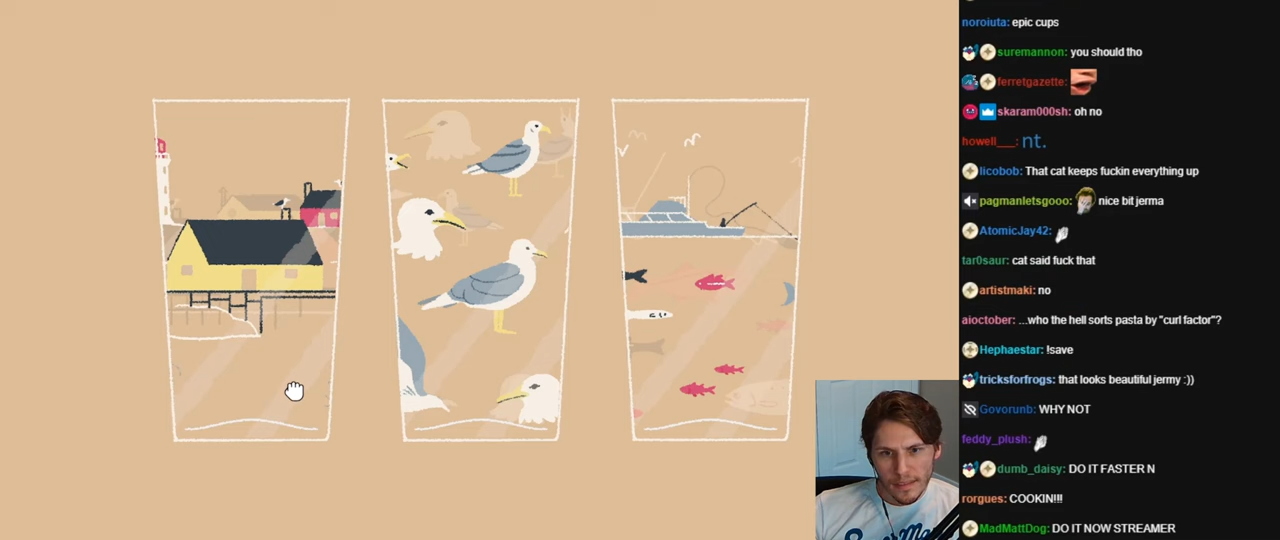 noroiuta: epic cups
suremannon: you should tho
ferretgazette:
skaram000sh: oh no
howell___: nt.
licobob: That cat keeps fuckin everything up
pagmanletsgooo: nice bit jerma
AtomicJay42:
tar0saur: cat said fuck that
artistmaki: no
aioctober: ...who the hell sorts pasta by "curl factor"?
Hephaestar: !save
tricksforfrogs: that looks beautiful jermy :))
Govorunb: WHY NOT
feddy_plush:
dumb_daisy: DO IT FASTER N
rorgues: COOKIN!!!
MadMattDog: DO IT NOW STREAMER